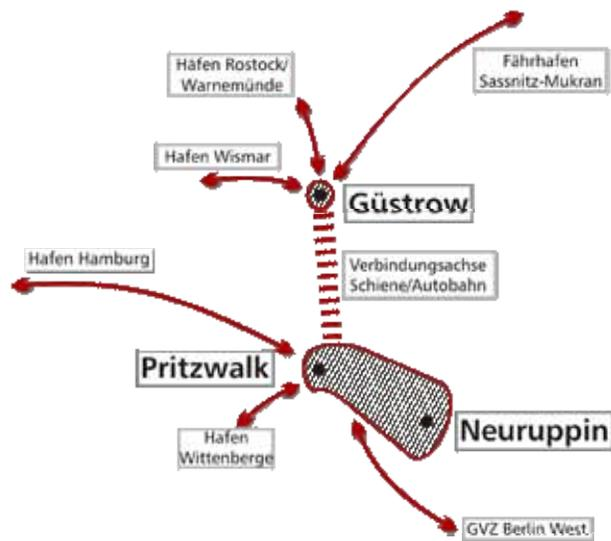 Häfen Rostock/
Warnemünde
Fährhafen
Sassnitz-Mukran
Hafen Wismar
Güstrow
Hafen Hamburg
Verbindungsachse
Schiene/Autobahn
Pritzwalk
Hafen
Wittenberge
Neuruppin
GVZ Berlin West